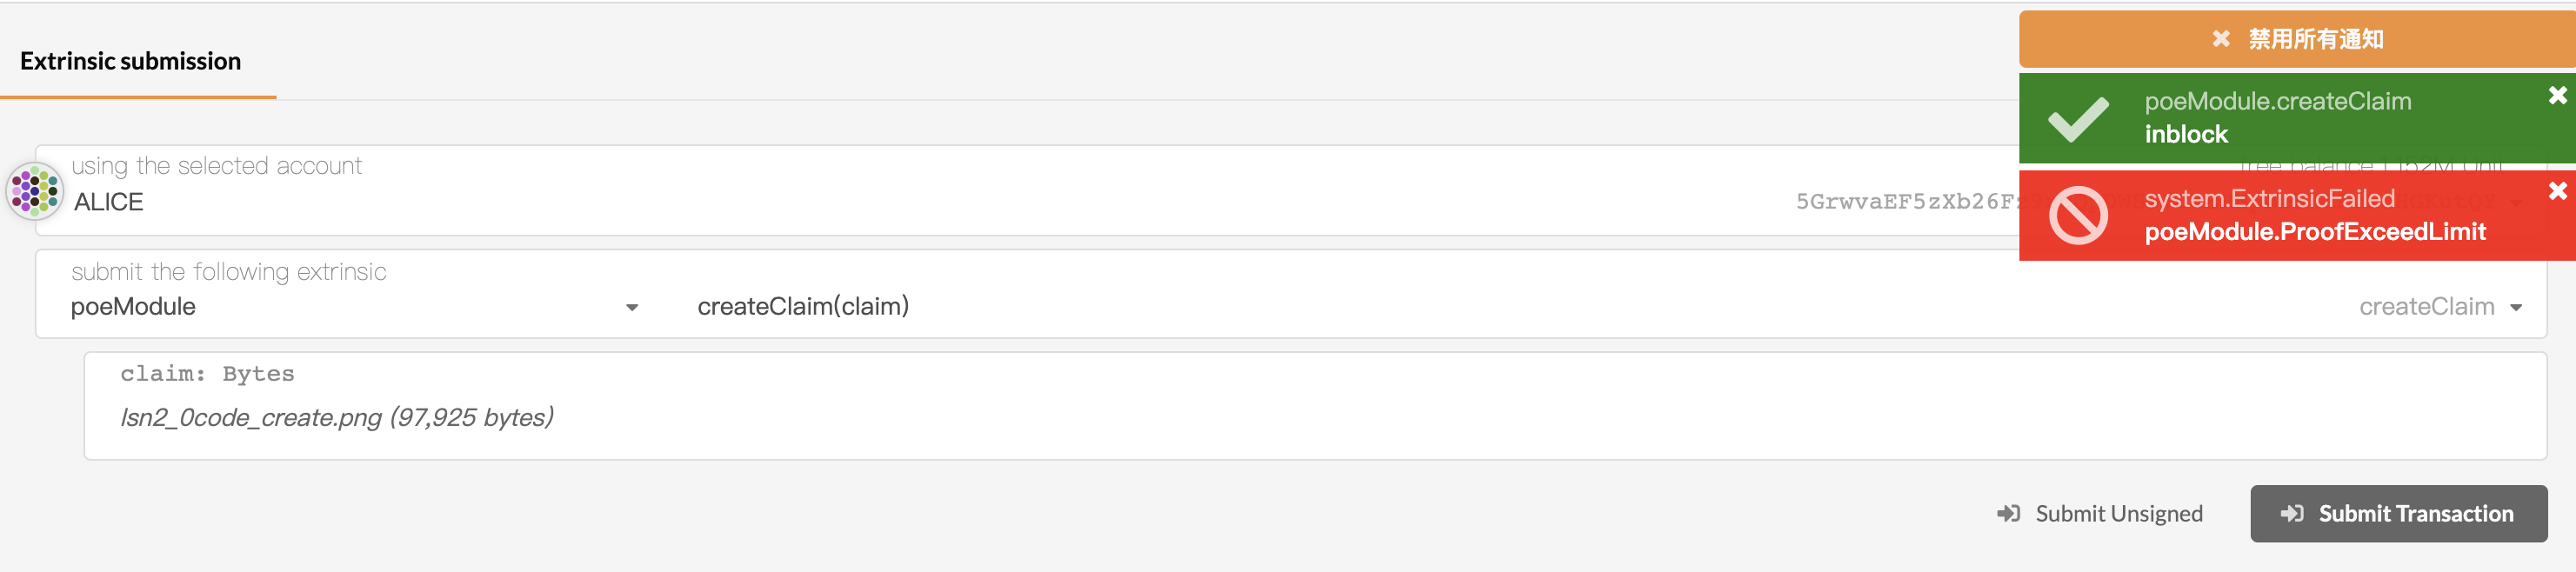 Extrinsic submission
禁用所有通知
poeModule.createClaim
inblock
system.ExtrinsicFailed
poeModule.ProofExceedLimit
using the selected account
ALICE
5GrwvaEF5zXb26F
submit the following extrinsic
poeModule
createClaim(claim)
createClaim
claim: Bytes
lsn2_0code_create.png (97,925 bytes)
Submit Unsigned
Submit Transaction